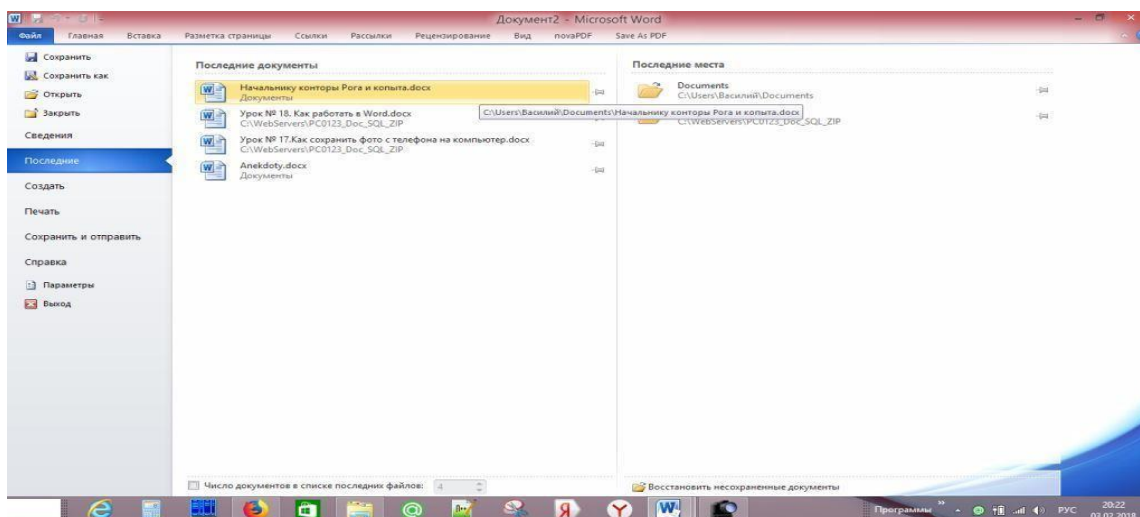 Документ2 - Microsoft Word
Файл Главная Вставка Разметка страницы Ссылки Рассылки Рецензирование Вид novaPDF Save As PDF
Сохранить
Сохранить как
Открыть
Закрыть
Сведения
Последние
Создать
Печать
Сохранить и отправить
Справка
Параметры
Выход
Последние документы
Начальнику конторы Рога и копыта.docx
Документы
Урок № 18. Как работать в Word.docx
C:\WebServers\PC0123_Doc_SQL_ZIP
Урок № 17.Как сохранить фото с телефона на компьютер.docx
C:\WebServers\PC0123_Doc_SQL_ZIP
Anekdoty.docx
Документы
C:\Users\Василий\Documents\Начальнику конторы Рога и копыта.docx
Число документов в списке последних файлов: 4
Последние места
Documents
C:\Users\Василий\Documents
C:\WebServers\PC0123_Doc_SQL_ZIP
Восстановить несохраненные документы
Программы РУС 20:22
03.02.2018